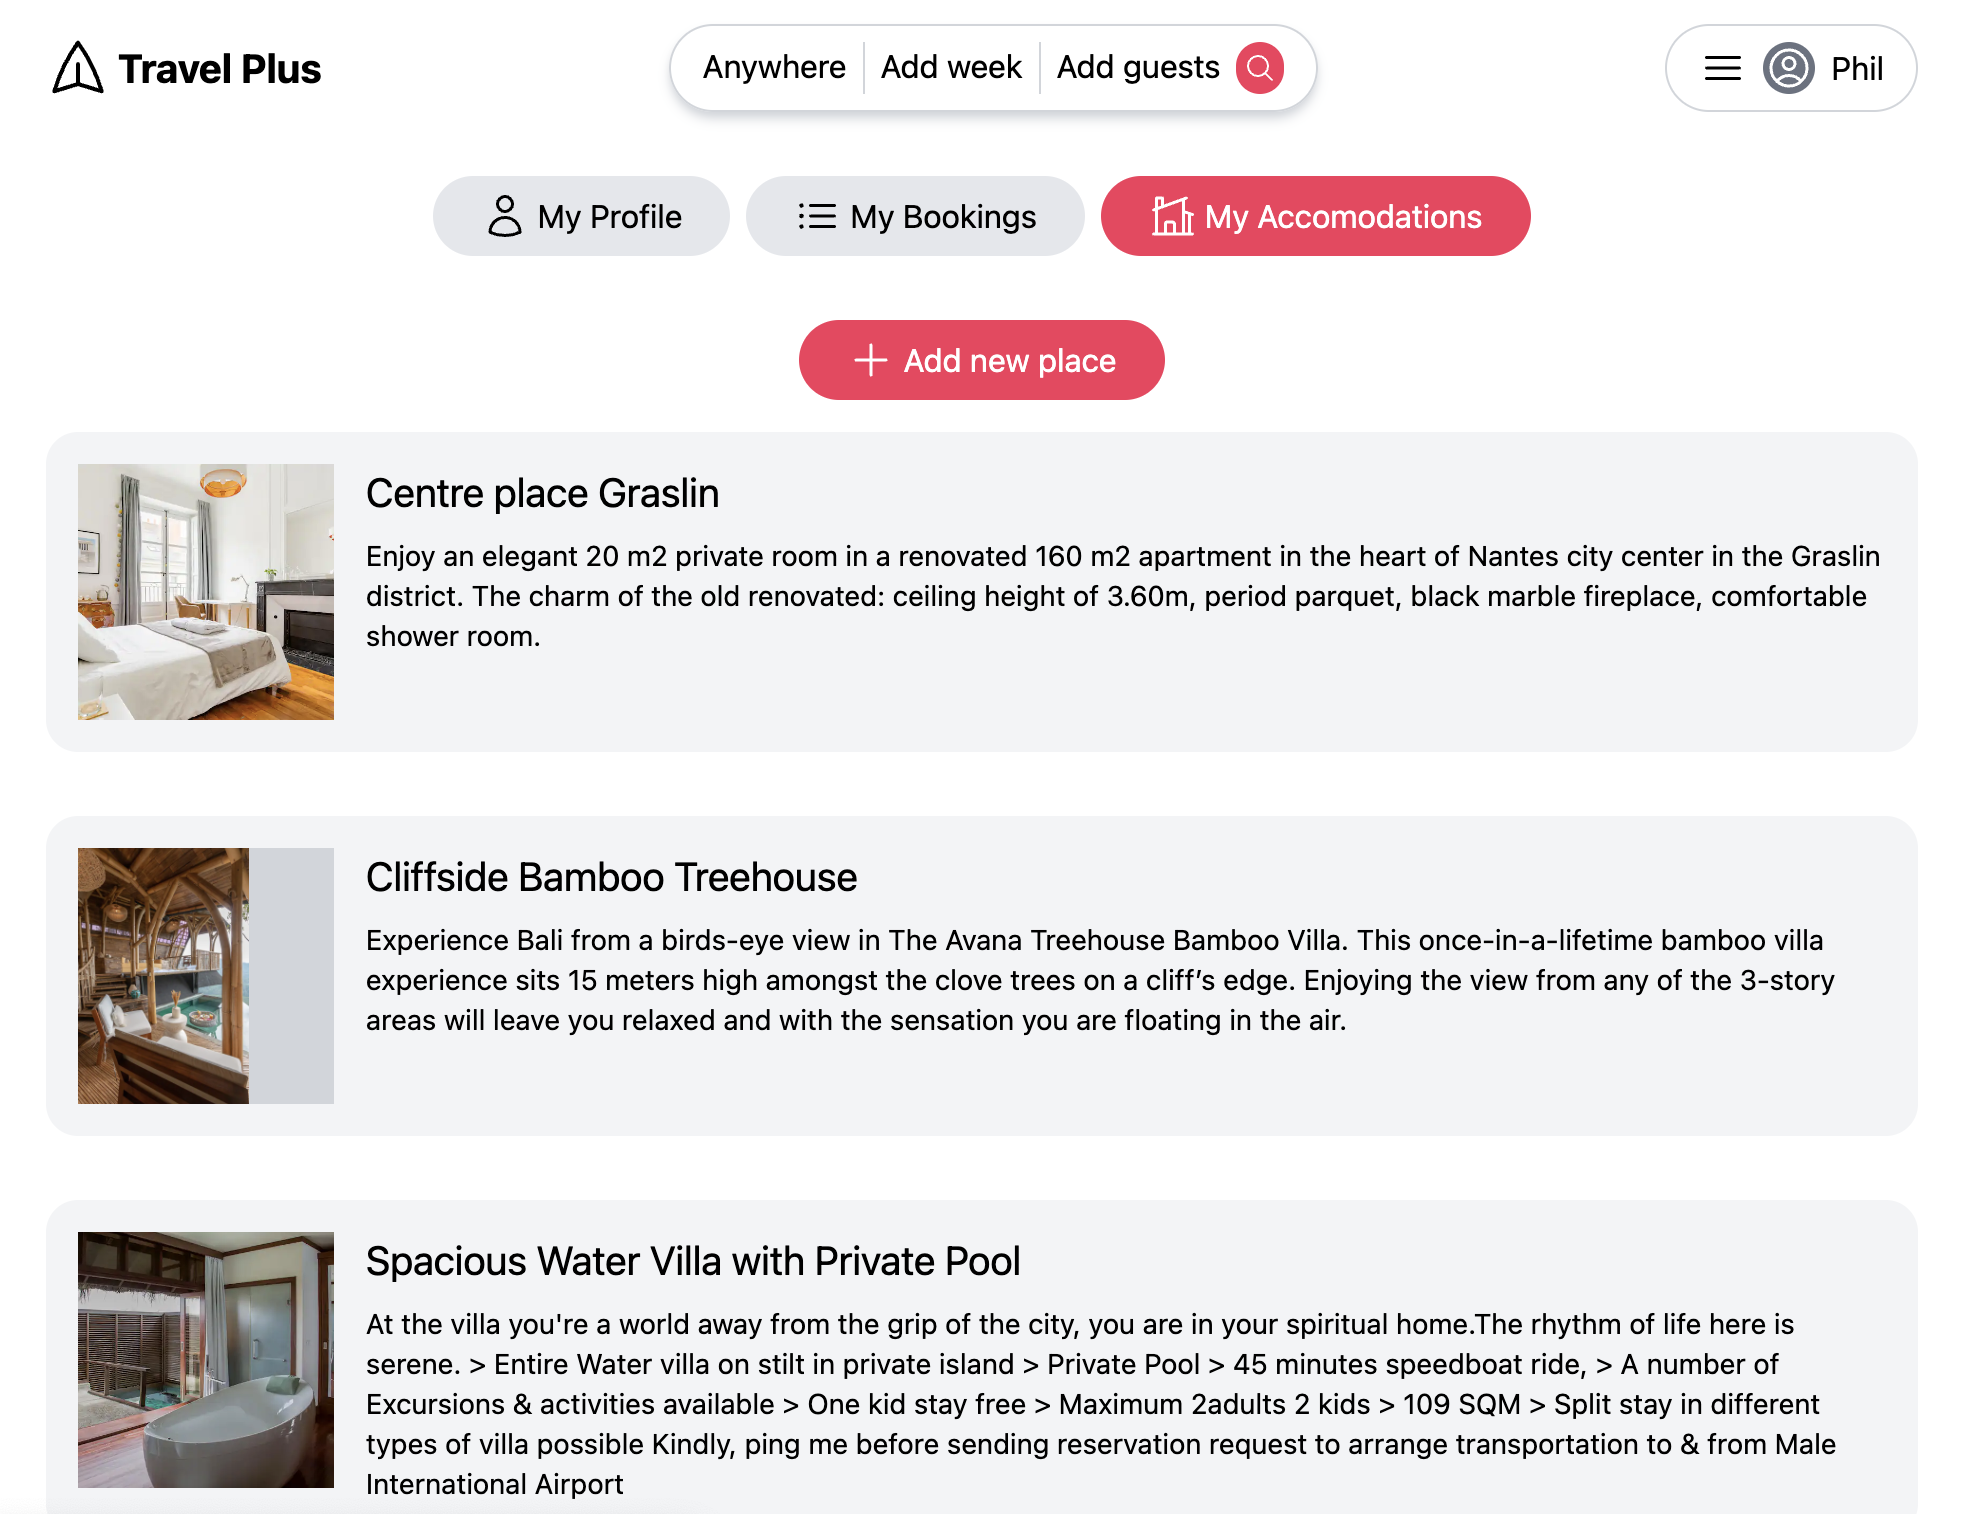 Travel Plus
Anywhere
Add week
Add guests
Phil
My Profile
My Bookings
My Accomodations
Add new place
Centre place Graslin
Enjoy an elegant 20 m2 private room in a renovated 160 m2 apartment in the heart of Nantes city center in the Graslin
district. The charm of the old renovated: ceiling height of 3.60m, period parquet, black marble fireplace, comfortable
shower room.
Cliffside Bamboo Treehouse
Experience Bali from a birds-eye view in The Avana Treehouse Bamboo Villa. This once-in-a-lifetime bamboo villa
experience sits 15 meters high amongst the clove trees on a cliff’s edge. Enjoying the view from any of the 3-story
areas will leave you relaxed and with the sensation you are floating in the air.
Spacious Water Villa with Private Pool
At the villa you're a world away from the grip of the city, you are in your spiritual home.The rhythm of life here is
serene. > Entire Water villa on stilt in private island > Private Pool > 45 minutes speedboat ride, > A number of
Excursions & activities available > One kid stay free > Maximum 2adults 2 kids > 109 SQM > Split stay in different
types of villa possible Kindly, ping me before sending reservation request to arrange transportation to & from Male
International Airport